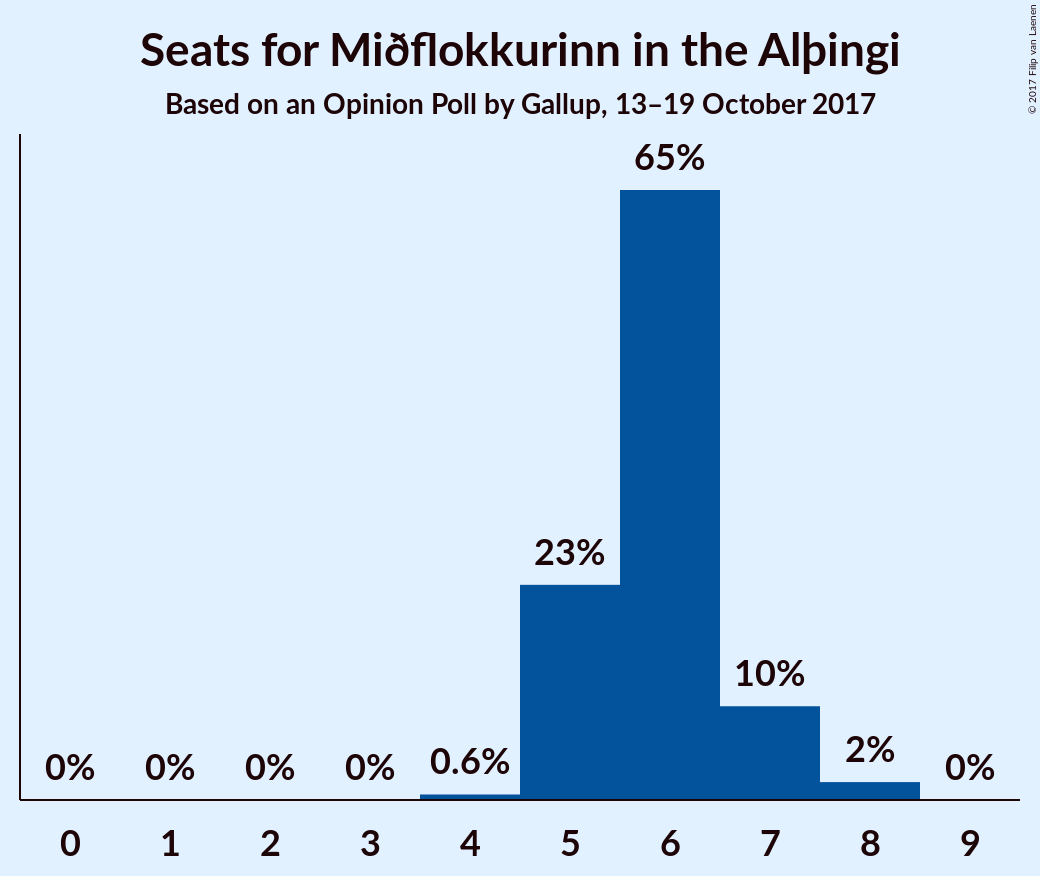 Seats for Miðflokkurinn in the Alþingi
Based on an Opinion Poll by Gallup, 13–19 October 2017
© 2017 Filip van Laenen
65%
23%
10%
2%
0.6%
0% 0% 0% 0% 0%
0 1 2 3 4 5 6 7 8 9